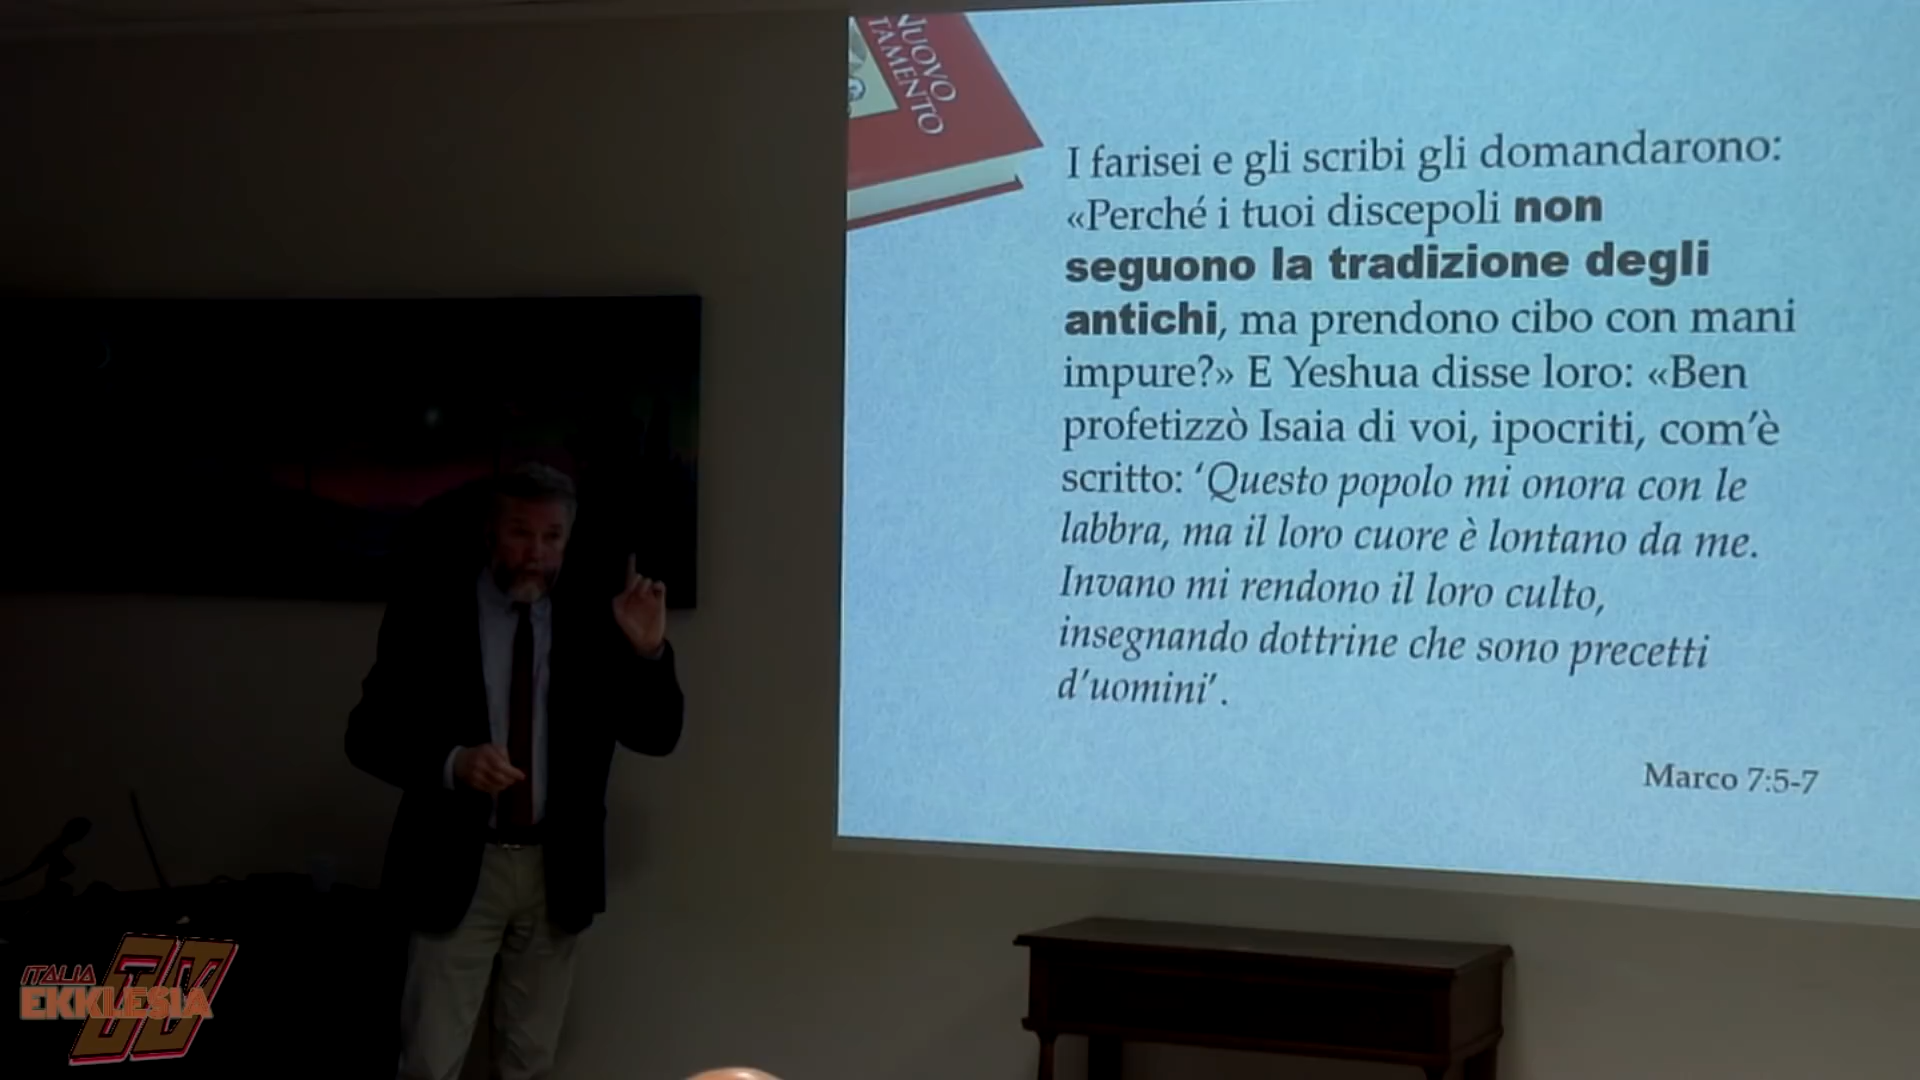 NUOVO
TAMENTO
I farisei e gli scribi gli domandarono:
«Perché i tuoi discepoli non
seguono la tradizione degli
antichi, ma prendono cibo con mani
impure?» E Yeshua disse loro: «Ben
profetizzò Isaia di voi, ipocriti, com’è
scritto: ‘Questo popolo mi onora con le
labbra, ma il loro cuore è lontano da me.
Invano mi rendono il loro culto,
insegnando dottrine che sono precetti
d’uomini’.
Marco 7:5-7
ITALIA
EKKLESIA
TV